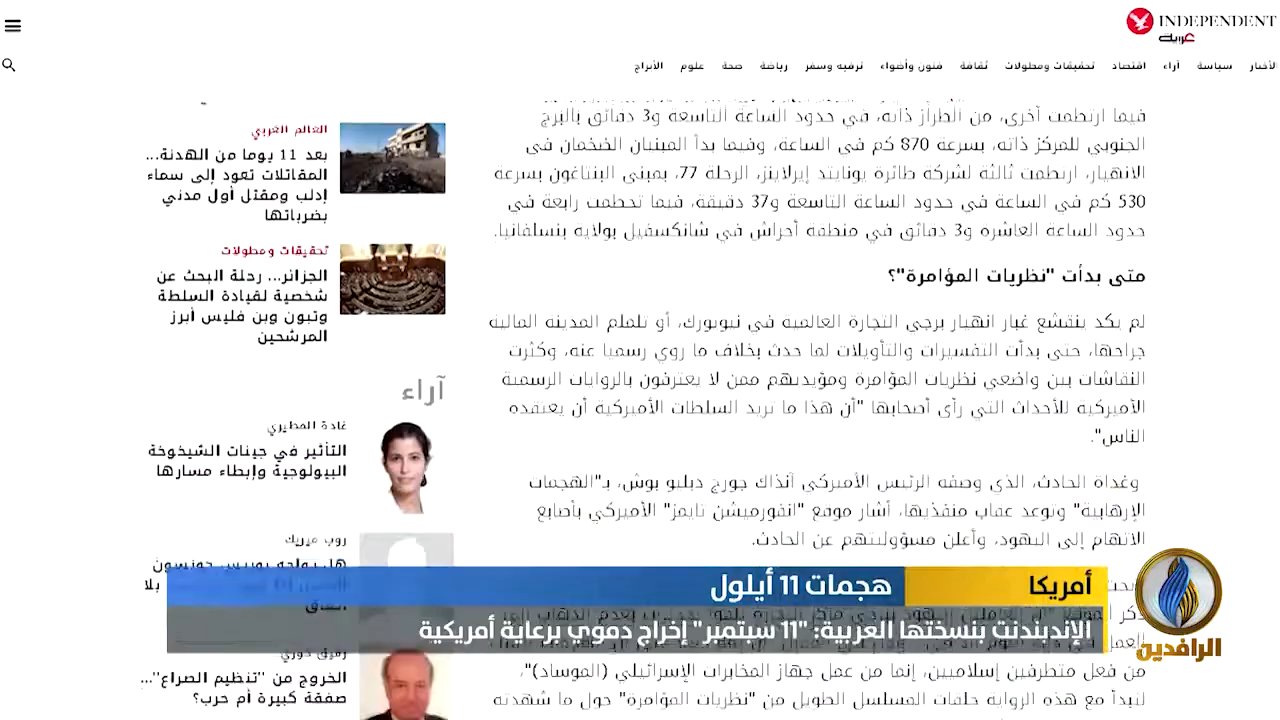 INDEPENDENT
عربية
الأخبار سياسة آراء اقتصاد تحقيقات ومطولات ثقافة فنون وأضواء ترفيه وسفر رياضة صحة علوم الأبراج
فيما ارتطمت أخرى، من الطراز ذاته، في حدود الساعة التاسعة و3 دقائق بالبرج
الجنوبي للمركز ذاته، بسرعة 870 كم في الساعة، وفيما بدأ المبنيان الضخمان في
الانهيار، ارتطمت ثالثة لشركة طائرة يونايتد إيرلاينز، الرحلة 77، بمبنى البنتاغون بسرعة
530 كم في الساعة في حدود الساعة التاسعة و37 دقيقة، فيما تحطمت رابعة في
حدود الساعة العاشرة و3 دقائق في منطقة أحراش في شانكسفيل بولاية بنسلفانيا.
متى بدأت "نظريات المؤامرة"؟
لم يكد ينقشع غبار انهيار برجي التجارة العالمية في نيويورك، أو تلملم المدينة المالية
جراحها، حتى بدأت التفسيرات والتأويلات لما حدث بخلاف ما روي رسميا عنه، وكثرت
النقاشات بين واضعي نظريات المؤامرة ومؤيديهم ممن لا يعترفون بالروايات الرسمية
الأميركية للأحداث التي رأى أصحابها "أن هذا ما تريد السلطات الأميركية أن يعتقده
الناس".
وغداة الحادث، الذي وصفه الرئيس الأميركي آنذاك جورج دبليو بوش، بـ"الهجمات
الإرهابية" وتوعد عقاب منفذيها، أشار موقع "انفورميشن تايمز" الأميركي بأصابع
الاتهام إلى اليهود، وأعلن مسؤوليتهم عن الحادث.
من فعل متطرفين إسلاميين، إنما من عمل جهاز المخابرات الإسرائيلي (الموساد)"،
لتبدأ مع هذه الرواية حلقات المسلسل الطويل من "نظريات المؤامرة" حول ما شهدته
العالم العربي
بعد 11 يوما من الهدنة...
المقاتلات تعود إلى سماء
إدلب ومقتل أول مدني
بضرباتها
تحقيقات ومطولات
الجزائر... رحلة البحث عن
شخصية لقيادة السلطة
وتبون وبن فليس أبرز
المرشحين
آراء
غادة المطيري
التأثير في جينات الشيخوخة
البيولوجية وإبطاء مسارها
روب ميريك
هل يواجه بوريس جونسون
بلا
اتفاق
رفيق خوري
الخروج من "تنظيم الصراع"...
صفقة كبيرة أم حرب؟
أمريكا
هجمات 11 أيلول
الإندبندنت بنسختها العربية: "11 سبتمبر" إخراج دموي برعاية أمريكية
الرافدين